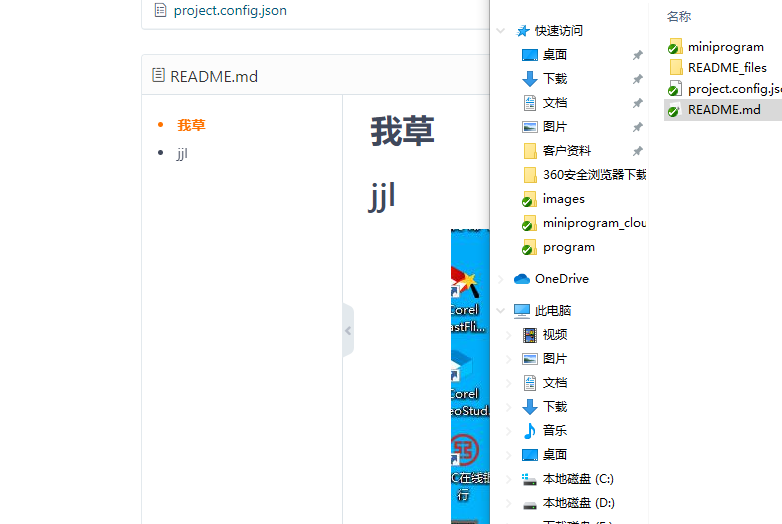 project.config.json
README.md
我草
jjl
我草
jjl
Corel
astFli...
Corel
eoStud...
C在线银
行
快速访问
桌面
下载
文档
图片
客户资料
360安全浏览器下载
images
miniprogram_clou
program
OneDrive
此电脑
视频
图片
文档
下载
音乐
桌面
本地磁盘 (C:)
本地磁盘 (D:)
名称
miniprogram
README_files
project.config.jso
README.md